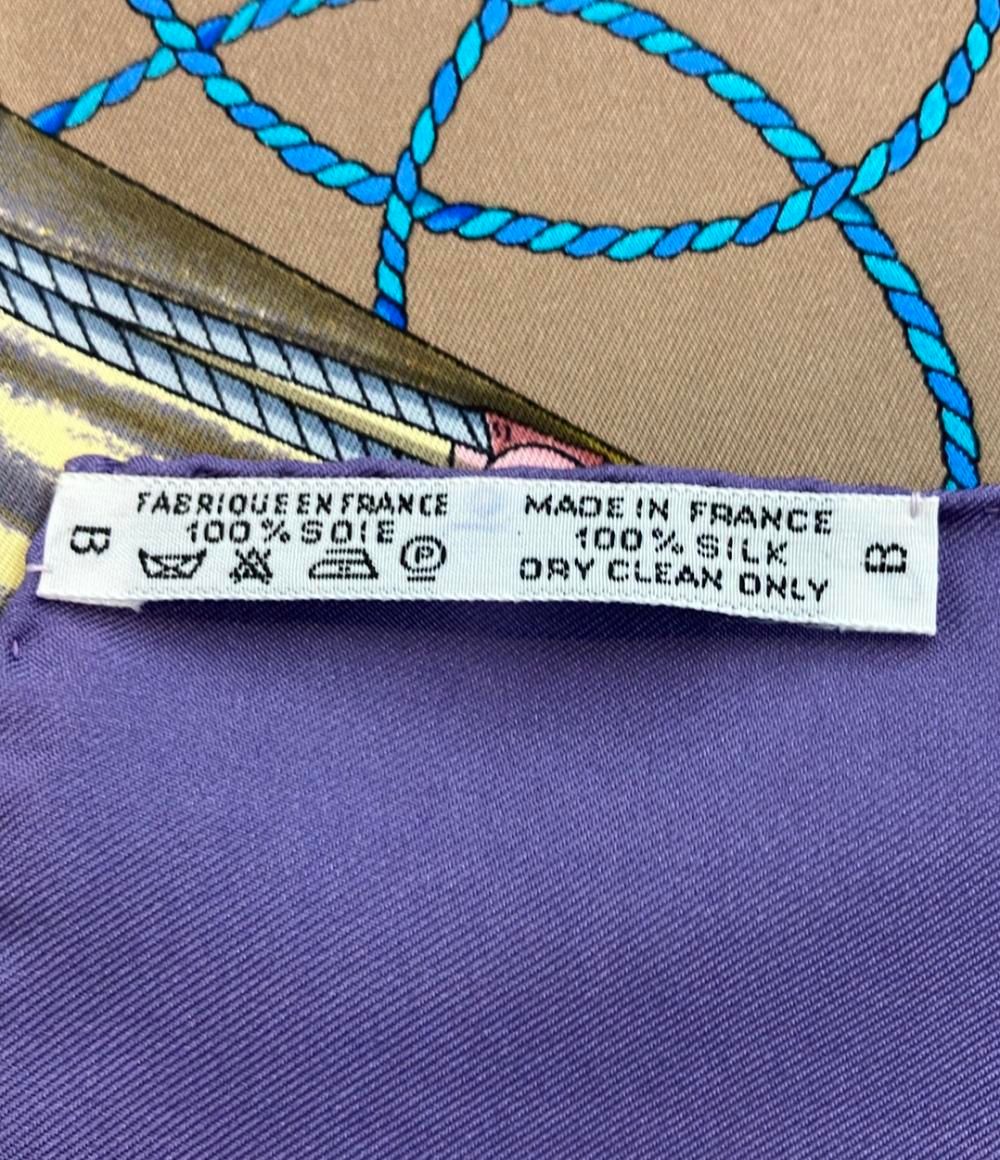 B
FABRIQUE EN FRANCE
100% SOIE
P
MADE IN FRANCE
100% SILK
DRY CLEAN ONLY
B